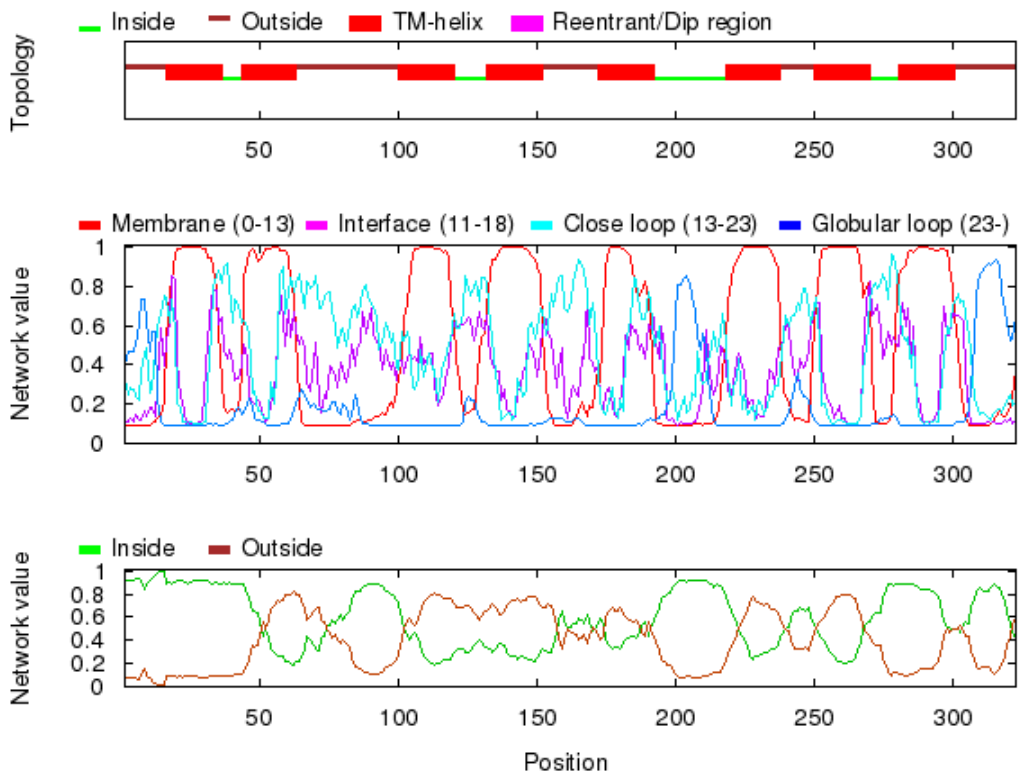 Inside Outside TM-helix Reentrant/Dip region
Topology
50 100 150 200 250 300
Membrane (0-13) Interface (11-18) Close loop (13-23) Globular loop (23-)
Network value
1
0.8
0.6
0.4
0.2
0
50 100 150 200 250 300
Inside Outside
Network value
1
0.8
0.6
0.4
0.2
0
50 100 150 200 250 300
Position